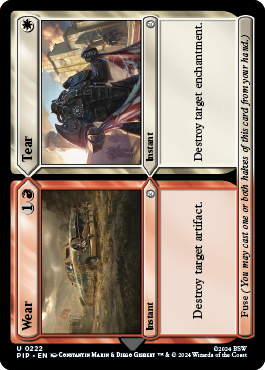 Wear
Instant
Destroy target artifact.
Tear
Instant
Destroy target enchantment.
Fuse (You may cast one or both halves of this card from your hand.)
U 0222
PIP • EN CONSTANTIN MARIN & DIEGO GISBERT
©2024 BSW
™ & © 2024 Wizards of the Coast